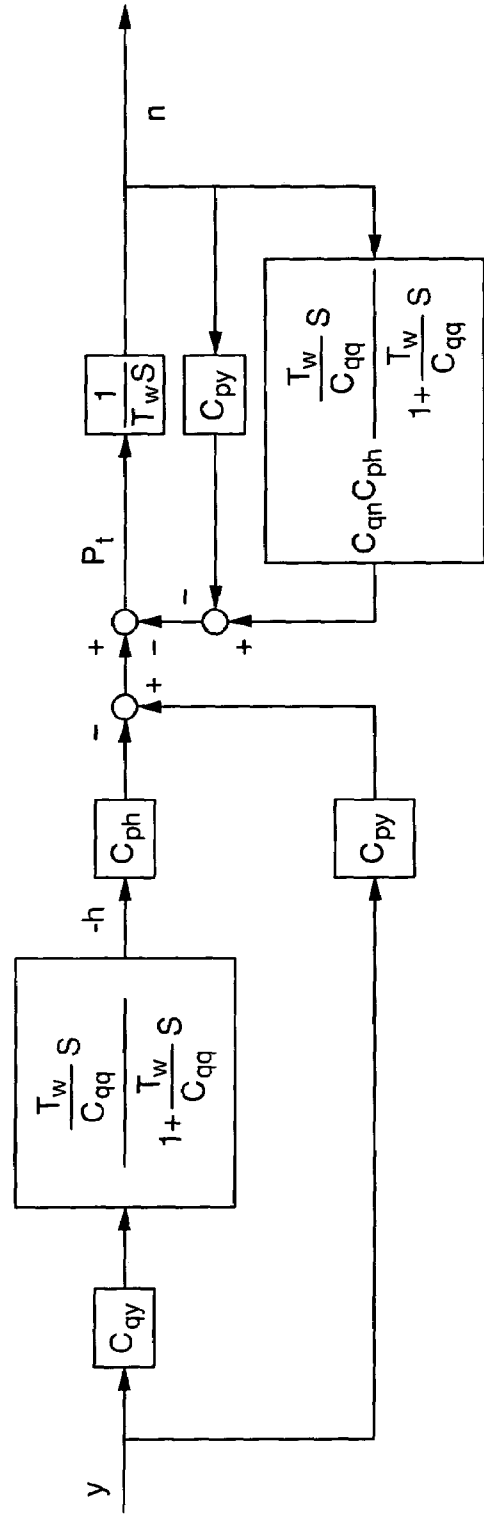 y
C_qy
T_w/C_qq S
1+ T_w/C_qq S
-h
C_ph
-
+
C_py
+
-
P_t
1
T_w S
n
C_py
-
+
C_qn C_ph
T_w/C_qq S
1+ T_w/C_qq S